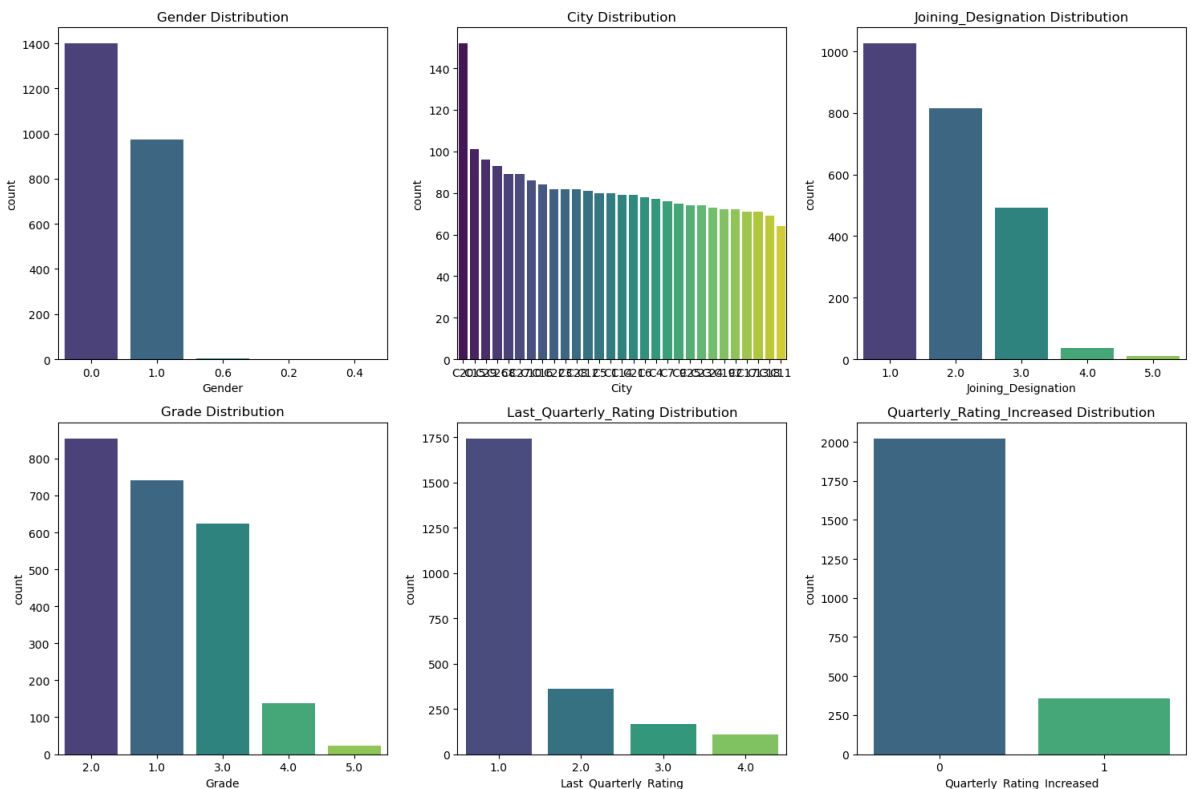 Gender Distribution
1400
1200
1000
800
600
400
200
0
count
0.0 1.0 0.6 0.2 0.4
Gender
City Distribution
140
120
100
80
60
40
20
0
count
City
Joining_Designation Distribution
1000
800
600
400
200
0
count
1.0 2.0 3.0 4.0 5.0
Joining_Designation
Grade Distribution
800
700
600
500
400
300
200
100
0
count
2.0 1.0 3.0 4.0 5.0
Grade
Last_Quarterly_Rating Distribution
1750
1500
1250
1000
750
500
250
0
count
1.0 2.0 3.0 4.0
Last_Quarterly_Rating
Quarterly_Rating_Increased Distribution
2000
1750
1500
1250
1000
750
500
250
0
count
0 1
Quarterly_Rating_Increased